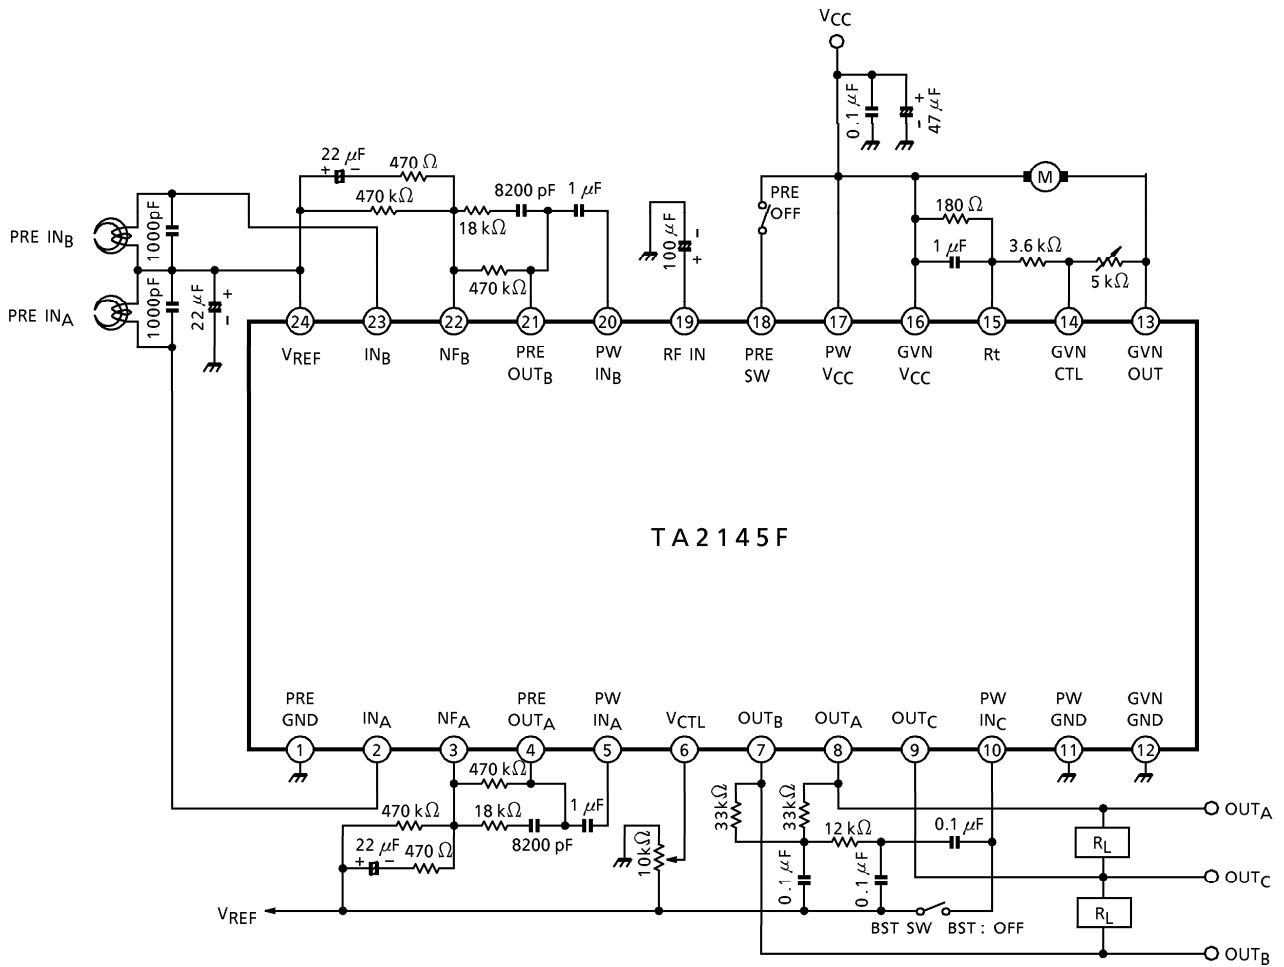 VCC
0.1 μF
+
-
47 μF
22 μF
+ -
470 Ω
470 kΩ
8200 pF
1 μF
18 kΩ
470 kΩ
PRE INB
1000pF
PRE INA
1000pF
22 μF
+
-
100 μF
-
+
PRE
OFF
M
180 Ω
1 μF
3.6 kΩ
5 kΩ
24 23 22 21 20 19 18 17 16 15 14 13
VREF
INB
NFB
PRE
OUTB
PW
INB
RF IN
PRE
SW
PW
VCC
GVN
VCC
Rt
GVN
CTL
GVN
OUT
TA2145F
PRE
GND
INA
NFA
PRE
OUTA
PW
INA
VCTL
OUTB
OUTA
OUTC
PW
INC
PW
GND
GVN
GND
1 2 3 4 5 6 7 8 9 10 11 12
470 kΩ
470 kΩ
18 kΩ
1 μF
8200 pF
22 μF
+ -
470 Ω
10kΩ
33kΩ
33kΩ
12 kΩ
0.1 μF
0.1 μF
0.1 μF
OUTA
RL
OUTC
RL
OUTB
VREF
BST SW
BST : OFF